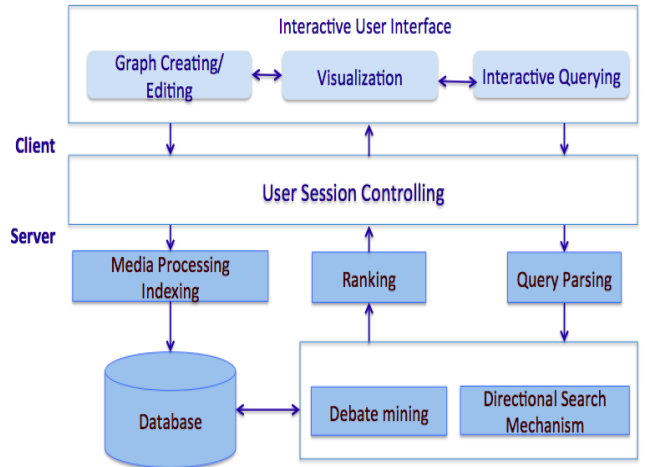 Interactive User Interface
Graph Creating/
Editing
Visualization
Interactive Querying
Client
User Session Controlling
Server
Media Processing
Indexing
Ranking
Query Parsing
Database
Debate mining
Directional Search
Mechanism